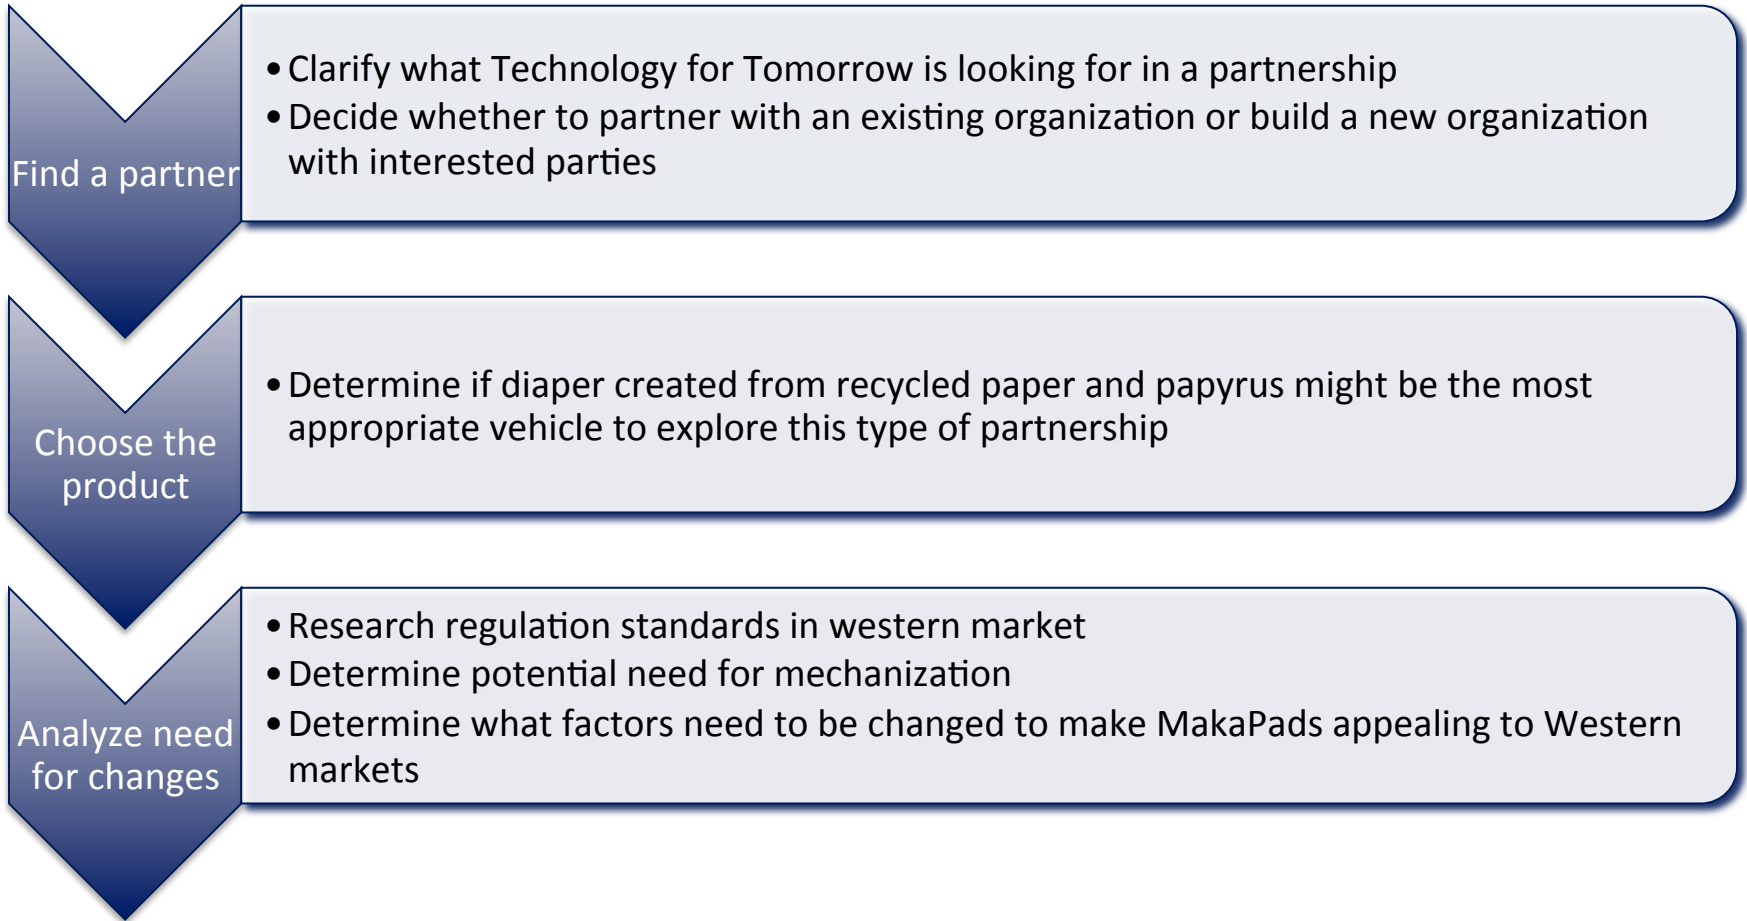 Find a partner
• Clarify what Technology for Tomorrow is looking for in a partnership
• Decide whether to partner with an existing organization or build a new organization
with interested parties
Choose the
product
• Determine if diaper created from recycled paper and papyrus might be the most
appropriate vehicle to explore this type of partnership
Analyze need
for changes
• Research regulation standards in western market
• Determine potential need for mechanization
• Determine what factors need to be changed to make MakaPads appealing to Western
markets